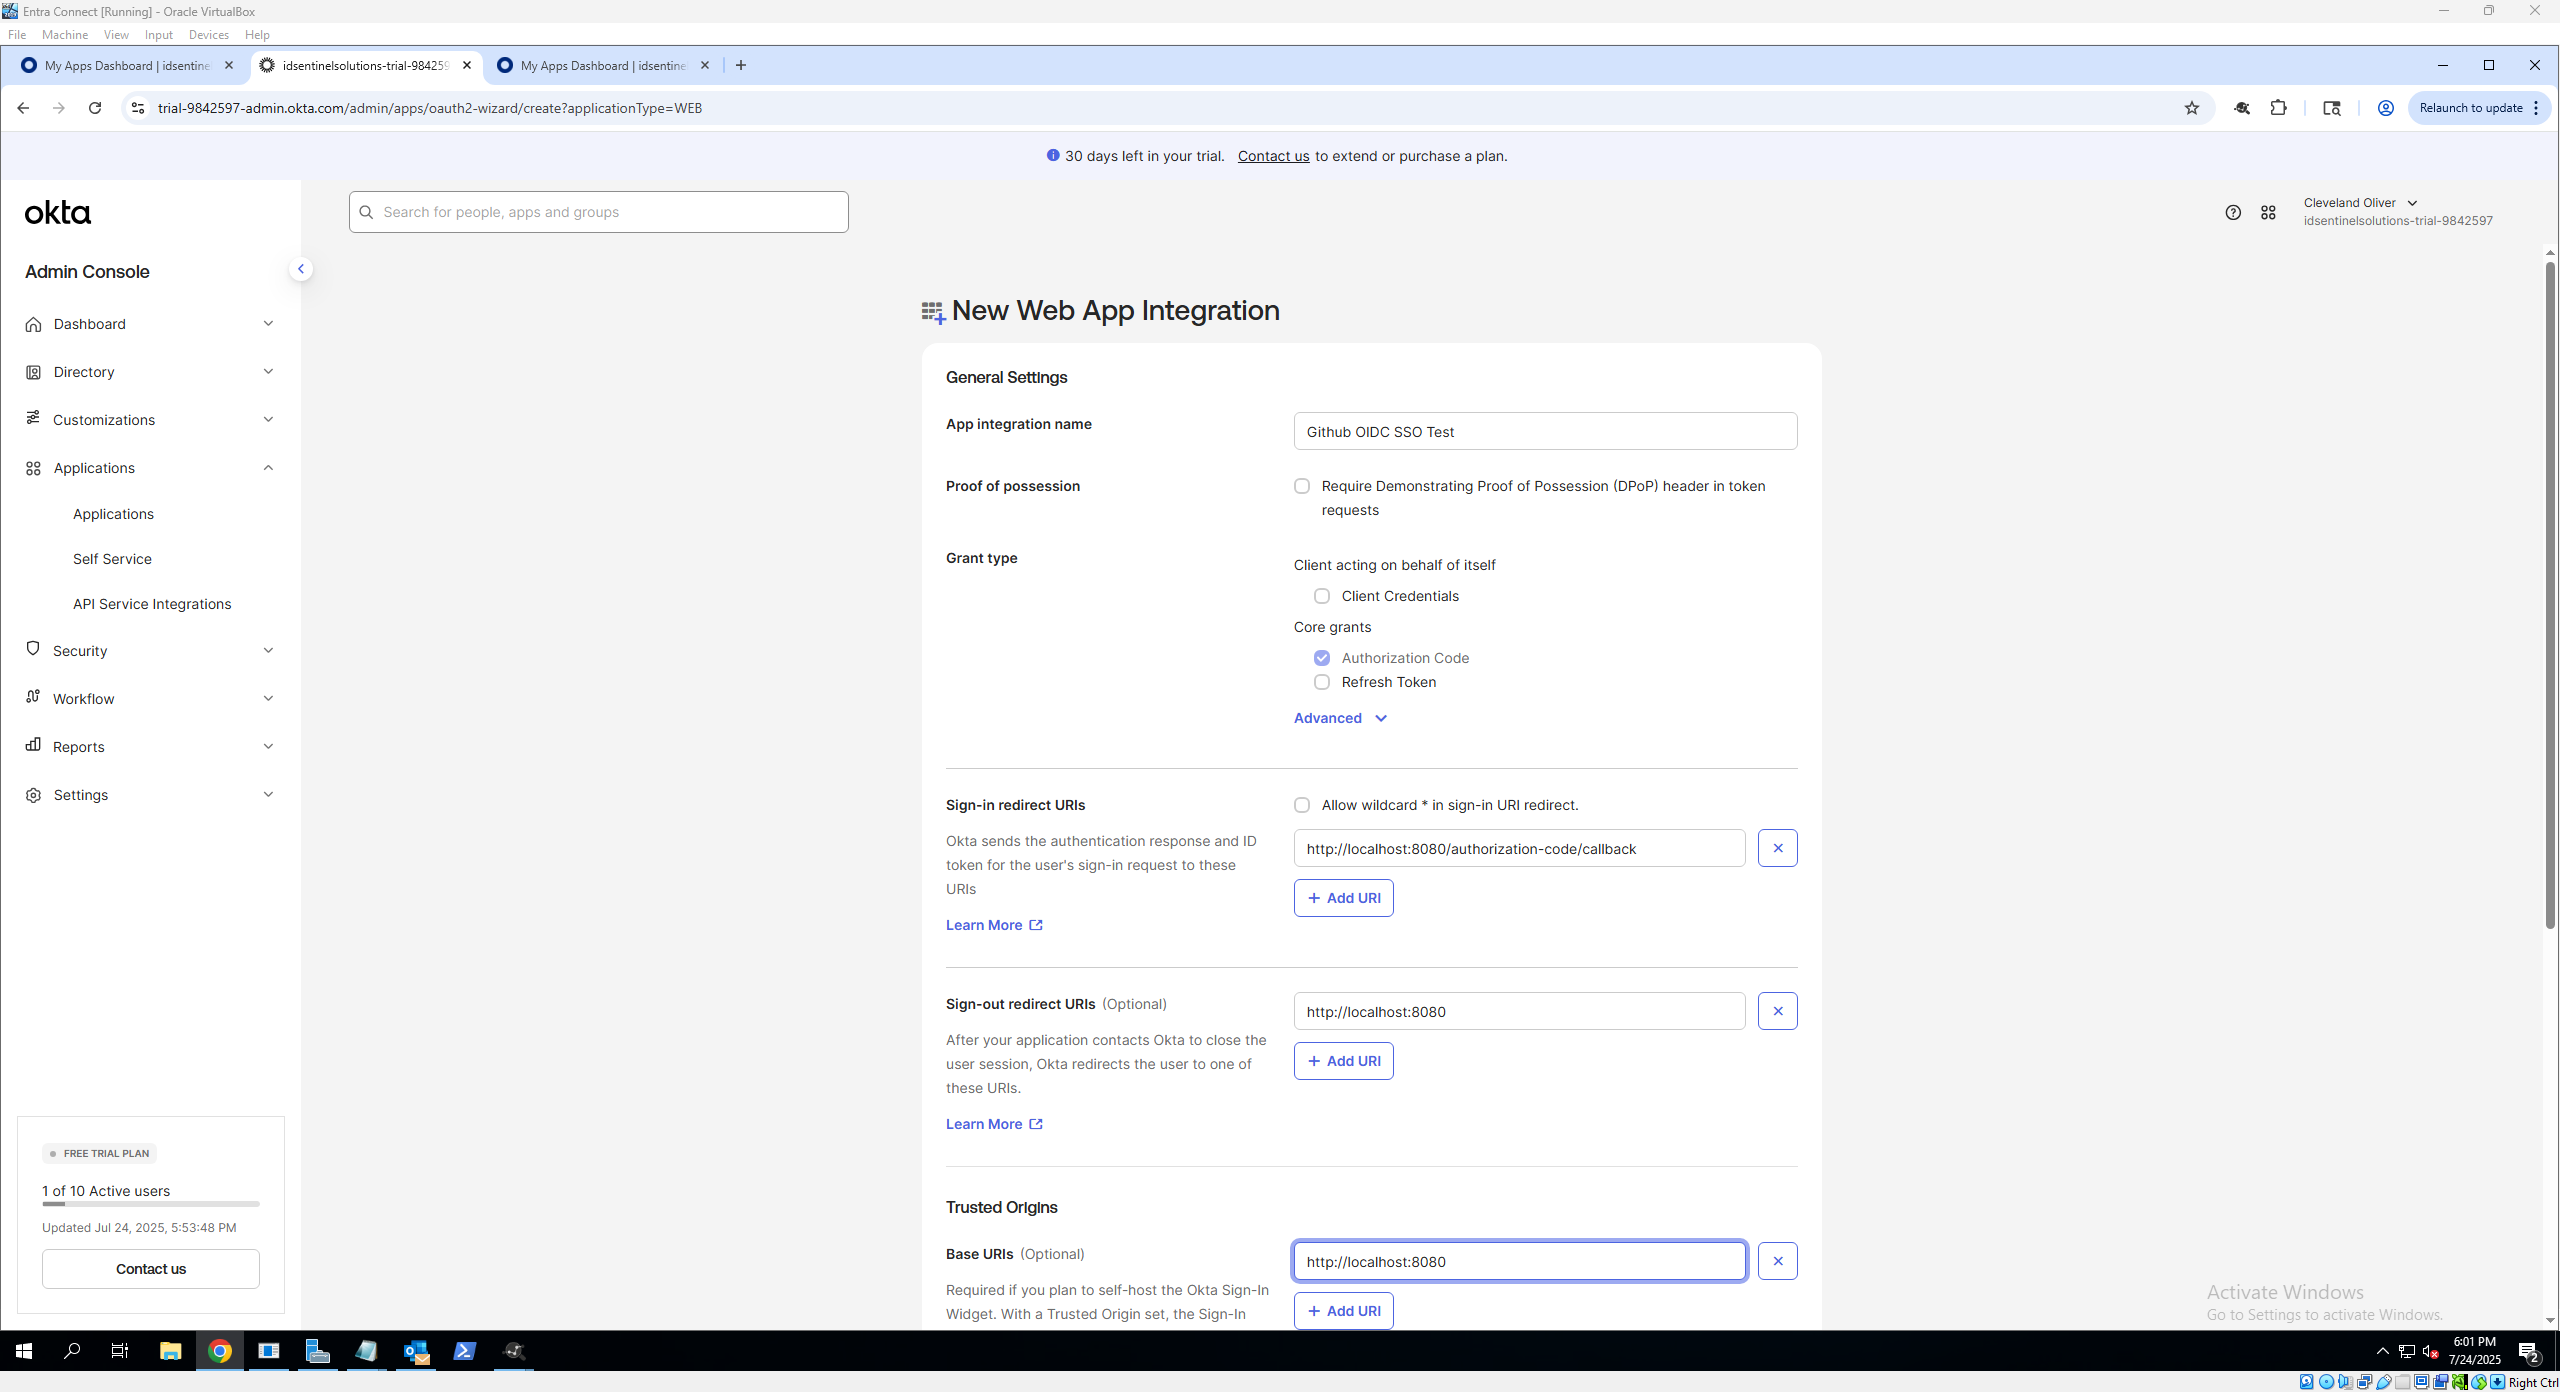 Entra Connect [Running] - Oracle VirtualBox
File Machine View Input Devices Help
My Apps Dashboard | idsentine
idsentinelsolutions-trial-984259
My Apps Dashboard | idsentine
trial-9842597-admin.okta.com/admin/apps/oauth2-wizard/create?applicationType=WEB
Relaunch to update
30 days left in your trial. Contact us to extend or purchase a plan.
okta
Search for people, apps and groups
Cleveland Oliver
idsentinelsolutions-trial-9842597
Admin Console
Dashboard
Directory
Customizations
Applications
Applications
Self Service
API Service Integrations
Security
Workflow
Reports
Settings
FREE TRIAL PLAN
1 of 10 Active users
Updated Jul 24, 2025, 5:53:48 PM
Contact us
New Web App Integration
General Settings
App integration name
Github OIDC SSO Test
Proof of possession
Require Demonstrating Proof of Possession (DPoP) header in token
requests
Grant type
Client acting on behalf of itself
Client Credentials
Core grants
Authorization Code
Refresh Token
Advanced
Sign-in redirect URIs
Okta sends the authentication response and ID
token for the user's sign-in request to these
URIs
Learn More
Allow wildcard * in sign-in URI redirect.
http://localhost:8080/authorization-code/callback
+ Add URI
Sign-out redirect URIs (Optional)
After your application contacts Okta to close the
user session, Okta redirects the user to one of
these URIs.
Learn More
http://localhost:8080
+ Add URI
Trusted Origins
Base URIs (Optional)
Required if you plan to self-host the Okta Sign-In
Widget. With a Trusted Origin set, the Sign-In
http://localhost:8080
+ Add URI
Activate Windows
Go to Settings to activate Windows.
6:01 PM
7/24/2025
2
Right Ctrl